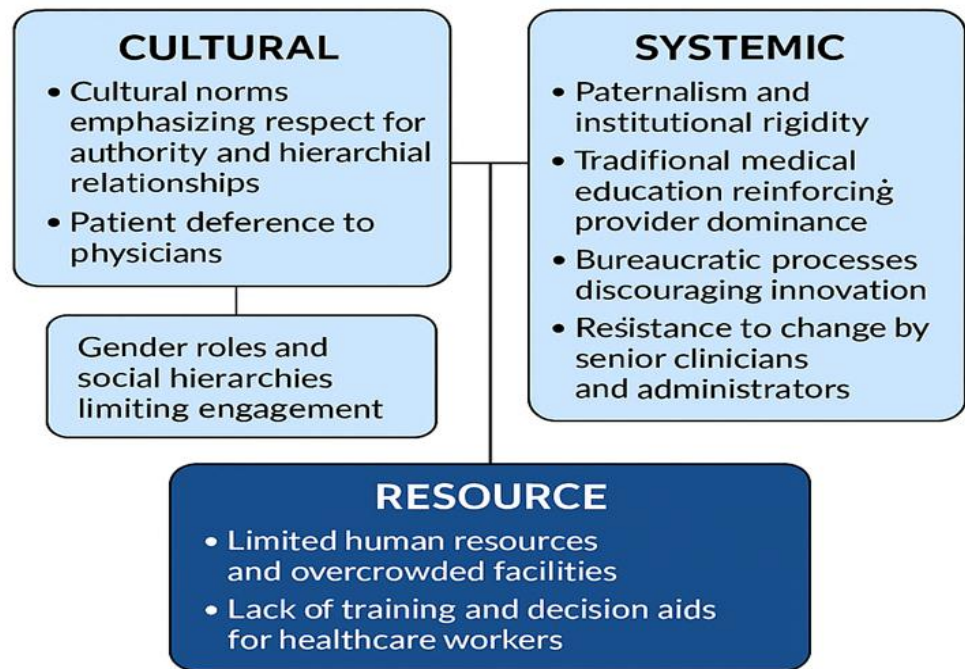 CULTURAL
• Cultural norms
emphasizing respect for
authority and hierarchial
relationships
• Patient deference to
physicians
Gender roles and
social hierarchies
limiting engagement
SYSTEMIC
• Paternalism and
institutional rigidity
• Tradifional medical
education reinforcing
provider dominance
• Bureaucratic processes
discouraging innovation
• Resistance to change by
senior clinicians
and administrators
RESOURCE
• Limited human resources
and overcrowded facilities
• Lack of training and decision aids
for healthcare workers